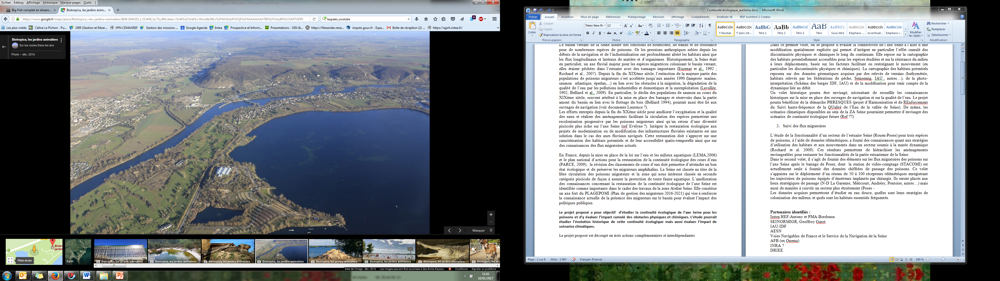 Fichier Édition Affichage Historique Marque-pages Outils ?
Big Fish complet en stream...
Biotropica, les jardins anim...
https://www.google.fr/maps/place/Biotropica,+les+jardins+animaliers/
laspales youtube
Les plus visités Céline Le Pichon - Pu... GRR (Gestion et Réser... VPN CEMAGREF Gestion des missions ... Google Agenda Irstea Prospective et Inform... Presentations - SSN &... https://filesender.rena... impots.gouv.fr - Espa... Boîte de réception (2) ... https://agirh.irstea.fr/
Biotropica, les jardins animaliers
Sur les routes Dans les airs
Photo – déc. 2016
Masquer
Biotro
jardin
Plein écran
Earth
Biotropica, les jardins animaliers
Biotropica, les jardins animaliers
Biotropica, les jardins animaliers
Biotropica, les jardins animaliers
Biotropica, les jardins animaliers
Biotropica, les jardins animaliers
Biotropica, les jardins animaliers
Biotropica, les jard
Date de l'image : déc. 2016 Les images peuvent être soumises à des droits d'auteur. Conditions Signaler un problème
11:02
16/01/2017
Continuité écologique_axeSeine.docx - Microsoft Word
Fichier Accueil Insertion Mise en page Références Publipostage Révision Affichage Compléments EndNote X6 PDF Architect 2 Creator
Coller
Couper
Copier
Reproduire la mise en forme
Presse-papiers
Times New Ro 12
Police
Paragraphe
¶ Normal ¶ Sans int... Titre 1 Titre 2 Titre 3 Titre Sous-titre Emphase ... Accentuat... Emphase i...
Style
Modifier
les styles
Rechercher
Remplacer
Sélectionner
Modification
Le bassin versant de la Seine assure des fonctions de nourricerie, de transit et de croissance
pour de nombreuses espèces de poissons. Or les pressions anthropiques subies depuis les
débuts de la navigation et de l'industrialisation ont profondément altéré les habitats ainsi que
les flux longitudinaux et latéraux de matière et d'organismes. Historiquement, la Seine était
en particulier, un axe fluvial majeur pour les espèces migratrices colonisant le bassin versant,
elles étaient pêchées dans l'estuaire avec des tonnages importants (Euzenat et al., 1992 ;
Rochard et al., 2007). Depuis la fin du XIXème siècle, l'extinction de la majeure partie des
populations de poissons migrateurs s'est accélérée jusqu'aux années 1990 (lamproie marine,
saumon atlantique, éperlan,...) en lien avec les obstacles à la migration, la dégradation de la
qualité de l'eau par les pollutions industrielles et domestiques et la surexploitation (Lavollée,
1902; Belliard et al., 2009). En particulier, le déclin des populations de saumon au cours du
XIXème siècle, souvent attribué à la mise en place des barrages et réservoirs dans la partie
amont du bassin en lien avec le flottage du bois (Belliard 1994), pourrait aussi être lié aux
ouvrages de navigation (voir documents Laurence ?).
Les efforts entrepris depuis la fin du XXème siècle pour améliorer l'oxygénation et la qualité
des eaux et réaliser des aménagements facilitant la circulation des espèces permettent une
recolonisation progressive par les poissons migrateurs ainsi qu'un retour d'une diversité
piscicole plus riche sur l'axe Seine (ref Evelyne ?). Intégrer la restauration écologique aux
projets de modernisation ou de modification des infrastructures fluviales existantes est une
solution dans le cas des axes fluviaux navigués. Cette restauration doit s'appuyer sur une
caractérisation des habitats potentiels et de leur accessibilité spatio-temporelle ainsi que sur
des connaissances des flux migratoires actuels.
En France, depuis la mise en place de la loi sur l'eau et les milieux aquatiques (LEMA,2006)
et le plan national d'actions pour la restauration de la continuité écologique des cours d'eau
(PARCE, 2009), la révision des classements de cours d'eau doit permettre d'atteindre un bon
état écologique et de préserver les migrateurs amphihalins. La Seine est classée au titre de la
libre circulation des poissons migrateurs et la zone qui nous intéresse classée en seconde
catégorie piscicole de façon à assurer la protection de toute faune aquatique. L'amélioration
des connaissances concernant la restauration de la continuité écologique de l'axe Seine est
identifiée comme importante dans le cadre des travaux de la zone Atelier Seine. Elle constitue
un axe fort du PLAGEPOMI (Plan de gestion des migrateurs 2016-2021) qui vise à renforcer
la connaissance actuelle de la présence des migrateurs sur le bassin pour évaluer l'impact des
politiques publiques.
Le projet proposé a pour objectif d'étudier la continuité écologique de l'axe Seine pour les
poissons et d'y évaluer l'impact cumulé des obstacles physiques et chimiques. L'étude pourrait
étudier l'évolution historique de cette continuité écologique mais aussi évaluer l'impact de
scénarios climatiques.
Le projet proposé est découpé en trois actions complémentaires et interdépendantes
Dans ce premier volet, on se propose d'évaluer la connectivité de l'axe Seine à l'aide d'une
modélisation spatialement explicite qui permet d'intégrer en particulier l'effet cumulé des
discontinuités physiques et chimiques le long du continuum. Elle repose sur la cartographie
des habitats potentiellement accessibles pour les espèces étudiées et sur la résistance du milieu
à leurs déplacements, basée sur les facteurs facilitant ou restreignant le mouvement (en
particulier les discontinuités physiques et chimiques). La cartographie des habitats potentiels
reposera sur des données géomatiques acquises par des relevés de terrains (bathymétrie,
habitats relevés par les fédérations de pêche, Seinormig, IAU , autres…), de la photo-
interprétation (Schéma des berges IDF, IAU) et de la modélisation pour tenir compte de la
dynamique liée au débit.
Un volet historique pourra être envisagé, nécessitant de recueillir les connaissances
historiques sur la mise en place des ouvrages de navigation et sur la qualité de l'eau. Le projet
pourra bénéficier de la démarche PHRESQUES (projet d'Harmonisation et de REnforcement
du Suivi haute-fréquence de la QUalité de l'Eau de la vallée de Seine). De même, les
scénarios climatiques disponibles au sein de la ZA Seine pourraient permettre d'envisager des
scénarios de continuité écologique future (Ref ??).
2- Suivi des flux migratoires
L'étude de la fonctionnalité d'un secteur de l'estuaire Seine (Rouen-Poses) pour trois espèces
de poissons, à l'aide de données télémétriques, a fourni des connaissances quant aux stratégies
d'utilisation des habitats et aux mouvements dans un secteur soumis à la marée dynamique
(Rochard et al. 2009). Ces résultats permettent de hiérarchiser les aménagements
envisageables pour restaurer les fonctionnalités de la partie estuarienne de la Seine.
Dans le second volet, il s'agit de fournir des éléments sur les flux migratoires des poissons sur
l'axe Seine après le barrage de Poses, dont la station de vidéo-comptage (STACOMI) est
actuellement seule à fournir des données chiffrées de passage des poissons. Ce volet
s'appuiera sur le déploiement d'un réseau de 50 à 100 récepteurs télémétriques enregistrant
les trajectoires de poissons équipés d'émetteurs implantés par chirurgie. Ils seront placés aux
lieux stratégiques de passage (N-D La Garenne, Méricourt, Andrésy, Pontoise, autres…) mais
aussi de manière à couvrir un secteur plus étroitement (Poses -
Les données acquises permettront d'étudier en eau douce, quelles sont leurs stratégies de
colonisation des milieux et quels sont les habitats essentiels fréquentés.
Partenaires identifiés :
Irstea HEF-Antony et PMA-Bordeaux
SEINORMIGR, Geoffroy Garot
IAU-IDF
AESN
Voies Navigables de France et le Service de la Navigation de la Seine
AFB (ex Onema)
INRA ?
DRIEE
Page : 2 sur 9 Mots : 2 967 Français (France) 100 %